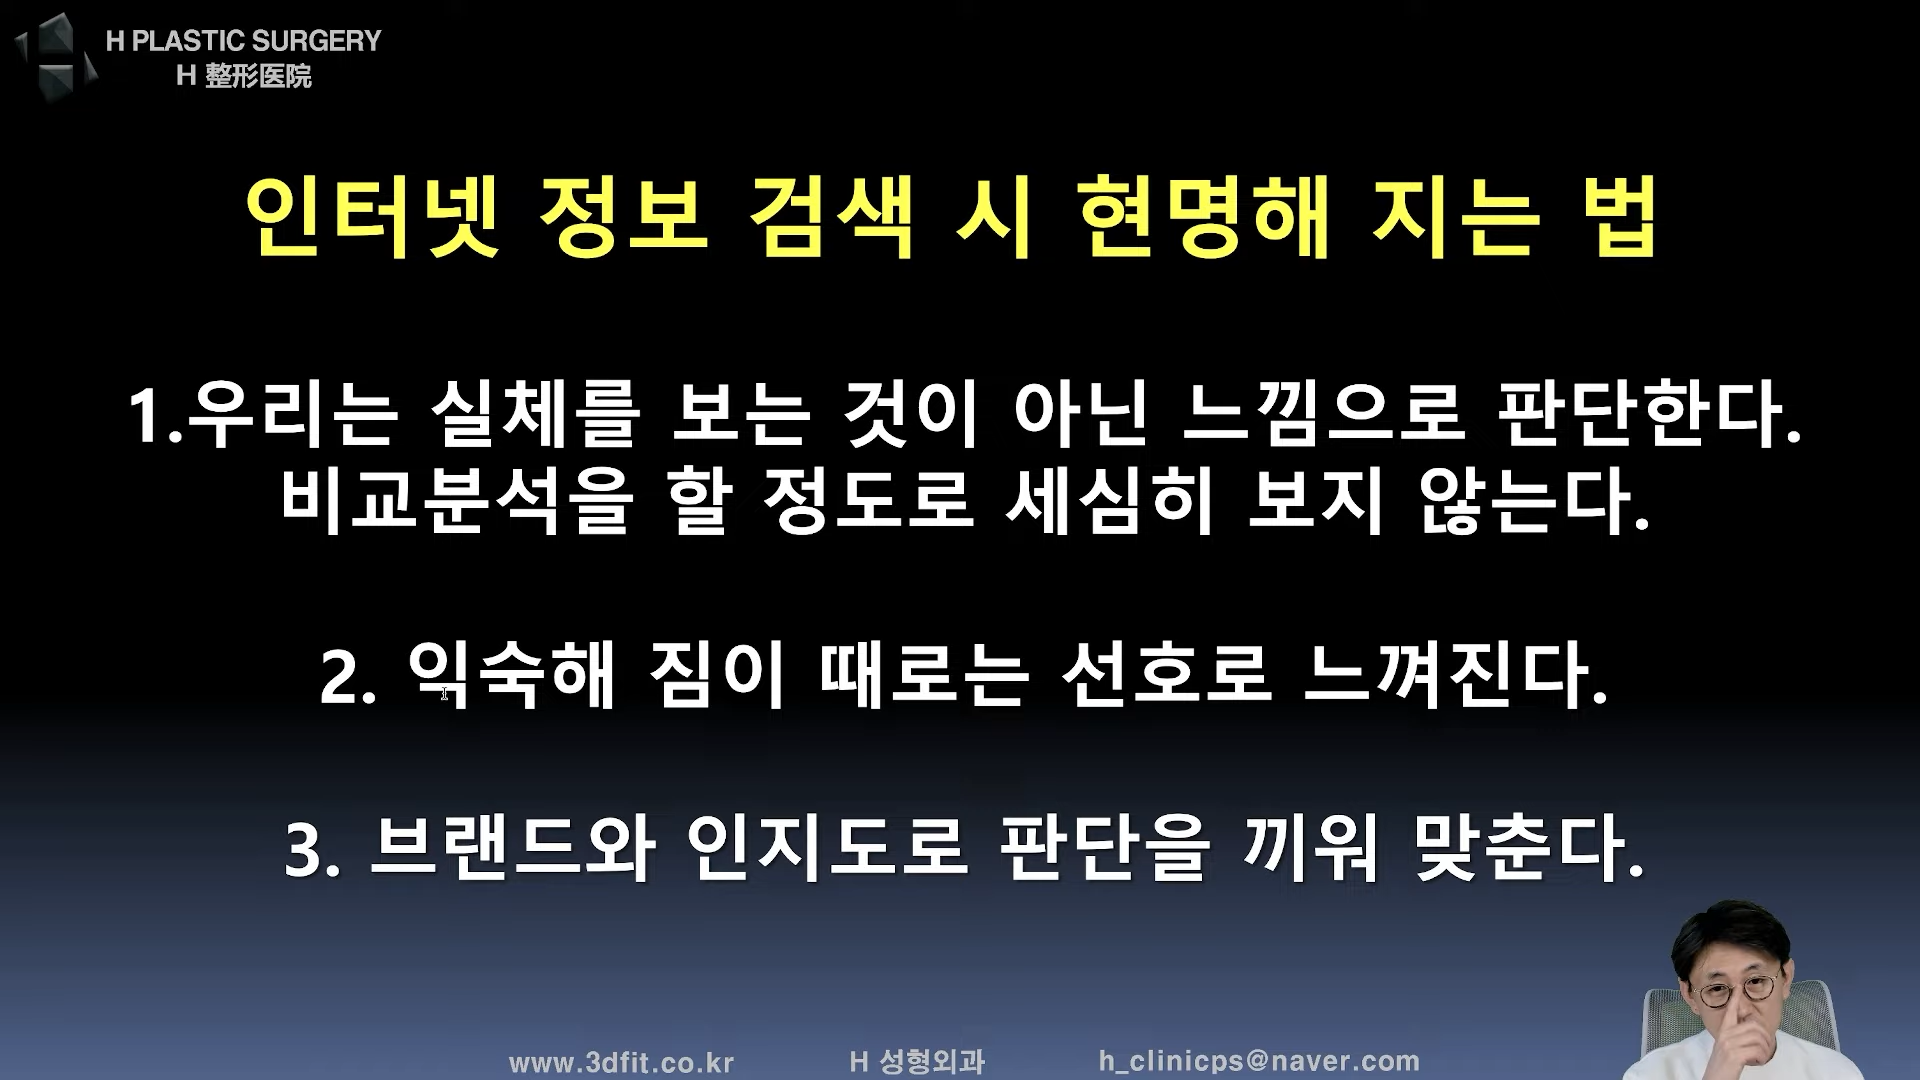 H PLASTIC SURGERY
H 整形医院
인터넷 정보 검색 시 현명해 지는 법
1.우리는 실체를 보는 것이 아닌 느낌으로 판단한다.
비교분석을 할 정도로 세심히 보지 않는다.
2. 익숙해 짐이 때로는 선호로 느껴진다.
3. 브랜드와 인지도로 판단을 끼워 맞춘다.
www.3dfit.co.kr H 성형외과 h_clinicps@naver.com